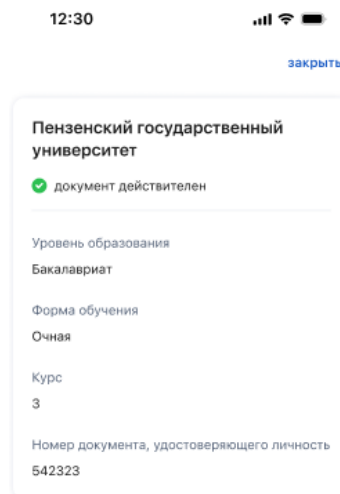 12:30
закрыть
Пензенский государственный
университет
документ действителен
Уровень образования
Бакалавриат
Форма обучения
Очная
Курс
3
Номер документа, удостоверяющего личность
542323